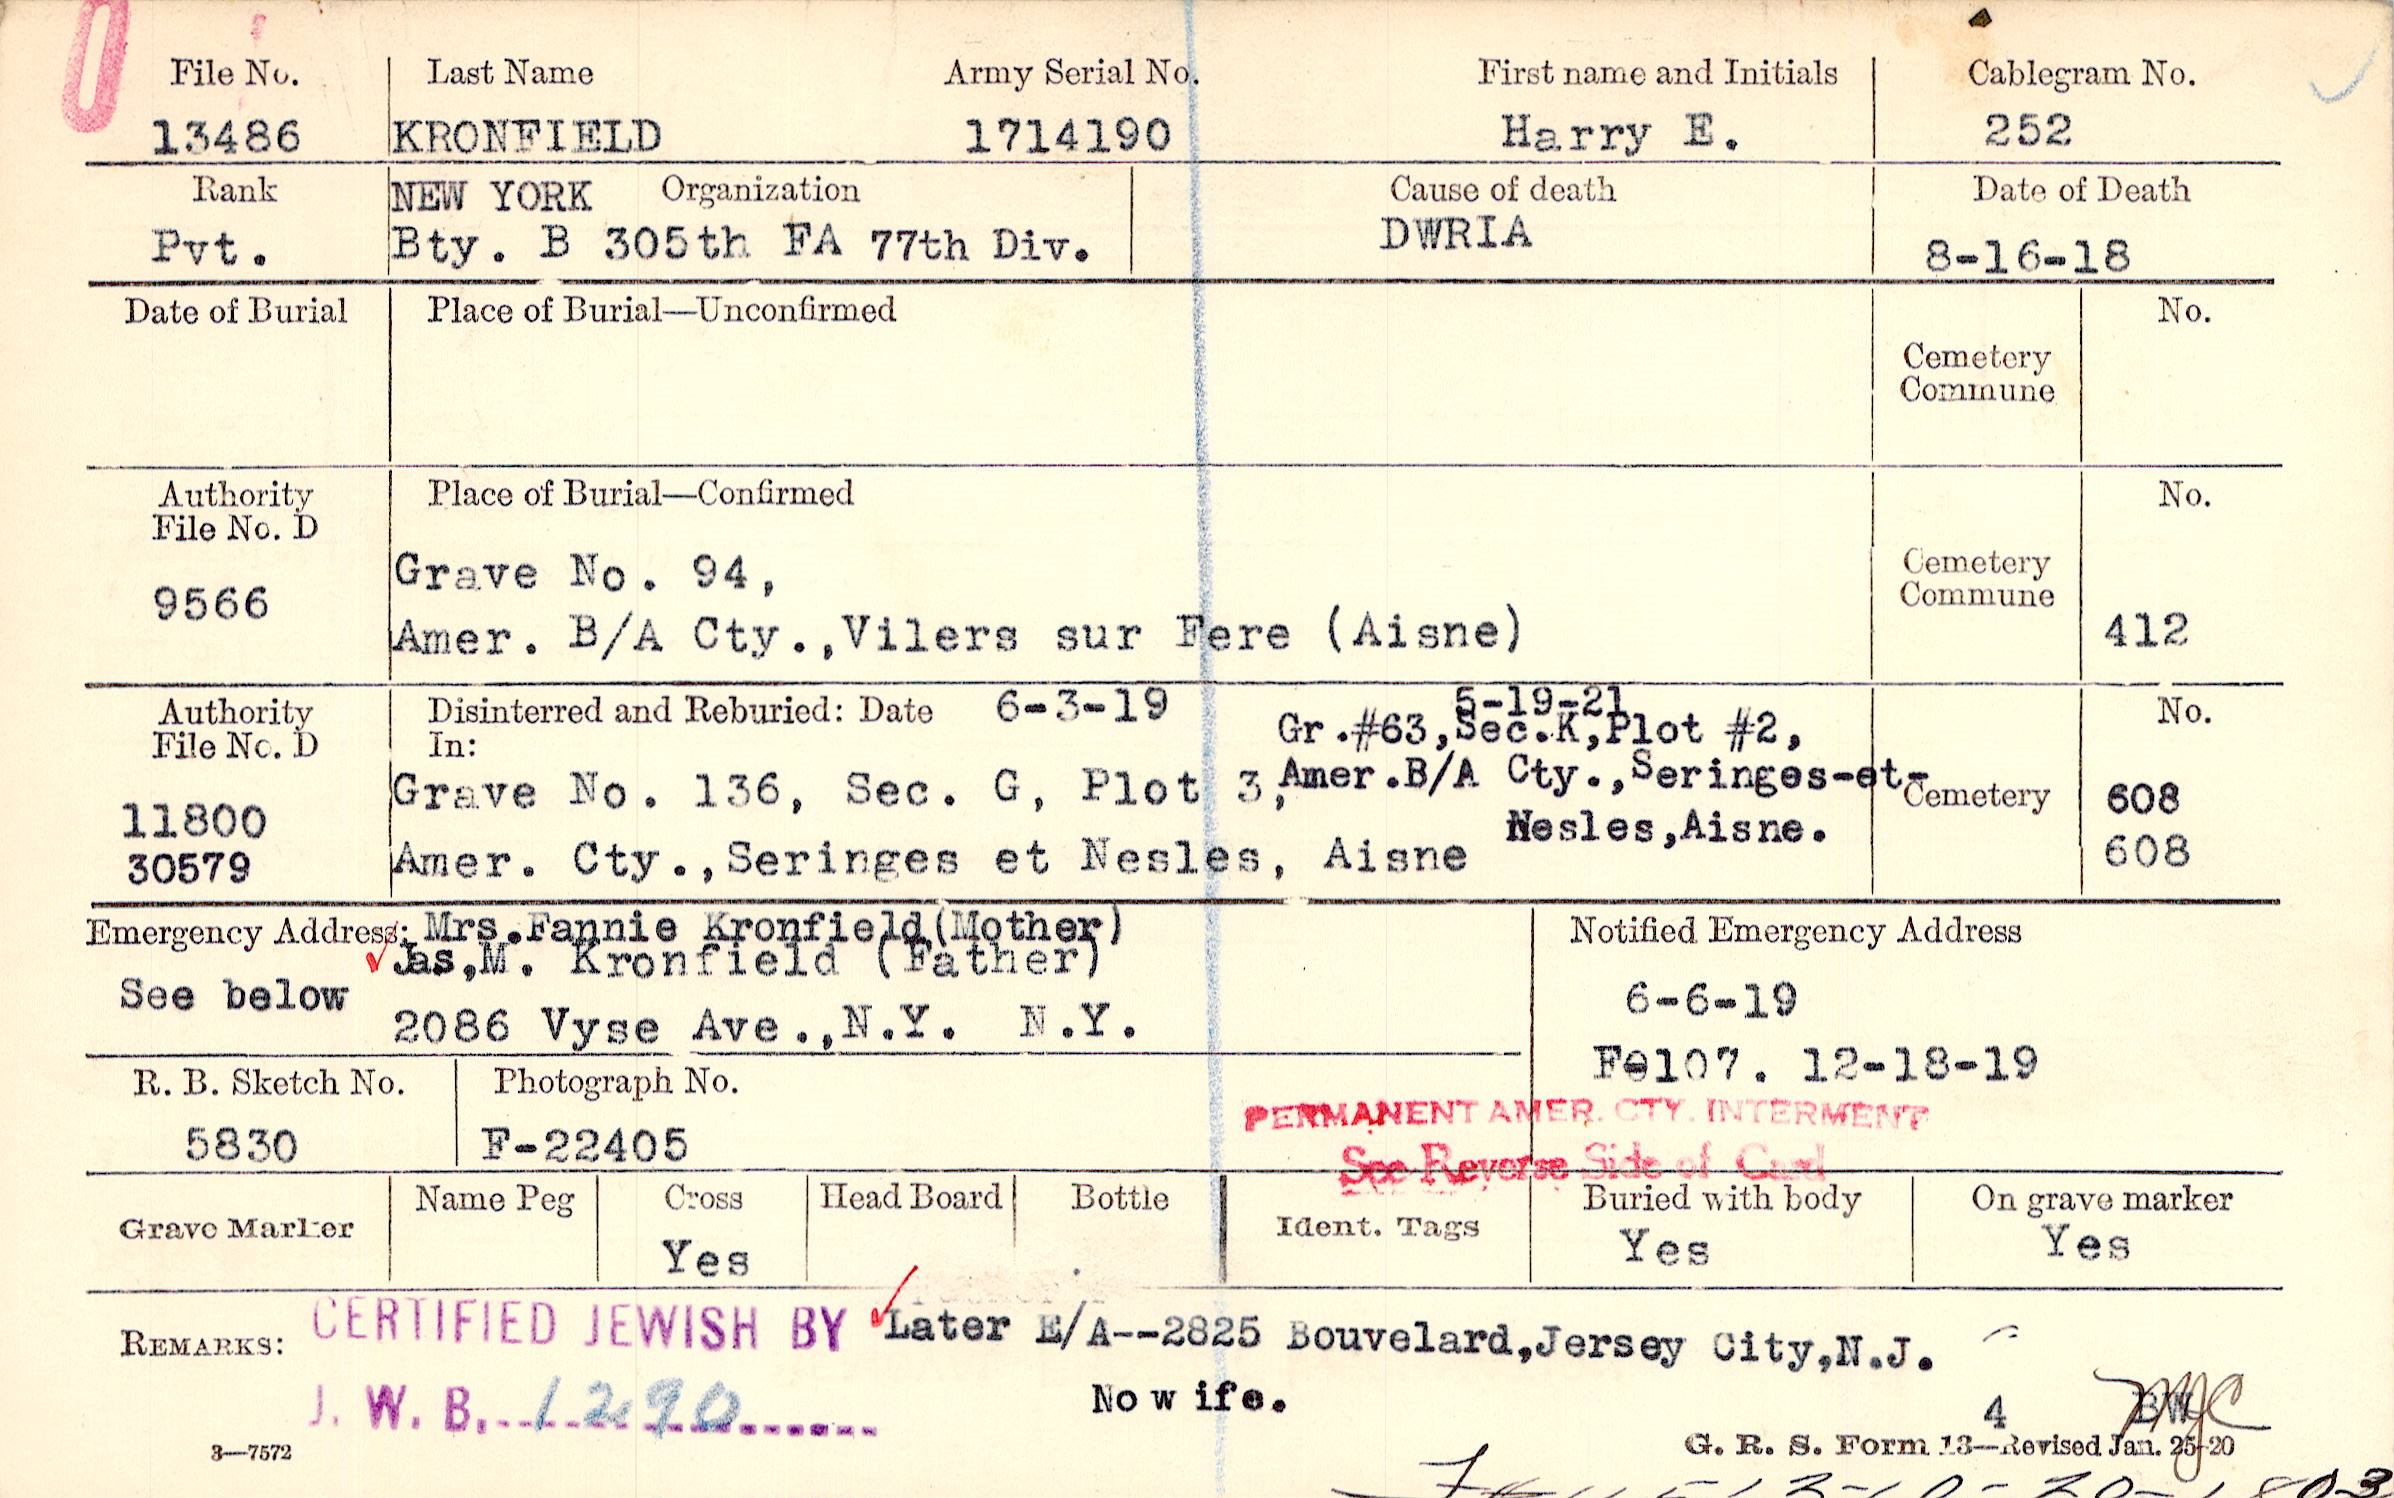 File No. Last Name Army Serial No. First name and Initials Cablegram No.
13486 KRONFIELD 1714190 Harry E. 252
Rank NEW YORK Organization Cause of death Date of Death
Pvt. Bty. B 305th FA 77th Div. DWRIA 8-16-18
Date of Burial Place of Burial—Unconfirmed No.
Cemetery
Commune
Authority Place of Burial—Confirmed No.
File No. D
Grave No. 94, Cemetery
9566 Commune
Amer. B/A Cty.,Vilers sur Fere (Aisne) 412
Authority Disinterred and Reburied: Date 6-3-19 5-19-21 No.
File No. D In: Gr.#63,Sec.K,Plot #2,
Grave No. 136, Sec. G, Plot 3, Amer.B/A Cty.,Seringes-et- Cemetery 608
11800 Nesles,Aisne.
30579 Amer. Cty.,Seringes et Nesles, Aisne 608
Emergency Address: Mrs.Fannie Kronfield(Mother) Notified Emergency Address
Jas,M. Kronfield (Father)
See below 6-6-19
2086 Vyse Ave.,N.Y. N.Y.
R. B. Sketch No. Photograph No. Fe107. 12-18-19
5830 F-22405
PERMANENT AMER. CTY. INTERMENT
See Reverse Side of Card
Grave Marker Name Peg Cross Head Board Bottle Ident. Tags Buried with body On grave marker
Yes Yes Yes
REMARKS: CERTIFIED JEWISH BY Later E/A--2825 Bouvelard,Jersey City,N.J.
J. W. B. 1290 No w ife.
4 BW
3—7572 G. R. S. Form 13—Revised Jan. 25-20